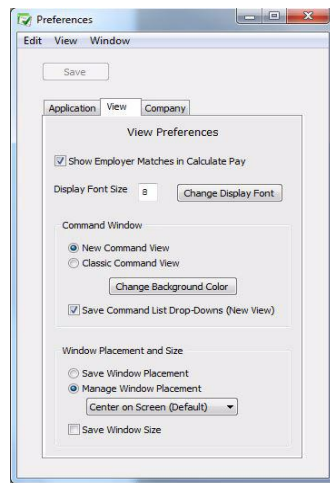 Preferences
Edit View Window
Save
Application View Company
View Preferences
Show Employer Matches in Calculate Pay
Display Font Size 8 Change Display Font
Command Window
New Command View
Classic Command View
Change Background Color
Save Command List Drop-Downs (New View)
Window Placement and Size
Save Window Placement
Manage Window Placement
Center on Screen (Default)
Save Window Size